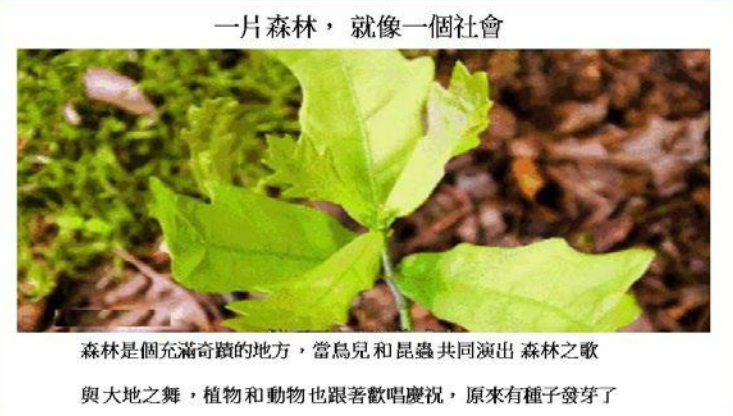 一片森林， 就像一個社會
森林是個充滿奇蹟的地方，當鳥兒和昆蟲共同演出 森林之歌
與大地之舞，植物和動物也跟著歡唱慶祝， 原來有種子發芽了